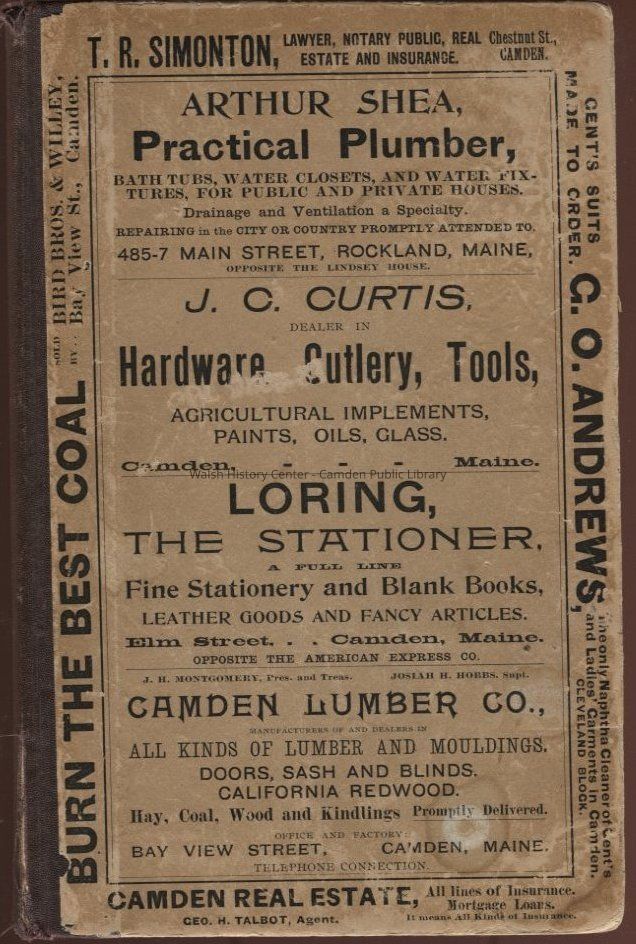 T. R. SIMONTON, LAWYER, NOTARY PUBLIC, REAL ESTATE AND INSURANCE. Chestnut St., CAMDEN.
ARTHUR SHEA,
Practical Plumber,
BATH TUBS, WATER CLOSETS, AND WATER FIX-
TURES, FOR PUBLIC AND PRIVATE HOUSES.
Drainage and Ventilation a Specialty.
REPAIRING in the CITY OR COUNTRY PROMPTLY ATTENDED TO.
485-7 MAIN STREET, ROCKLAND, MAINE,
OPPOSITE THE LINDSEY HOUSE.
J. C. CURTIS,
DEALER IN
Hardware, Cutlery, Tools,
AGRICULTURAL IMPLEMENTS,
PAINTS, OILS, GLASS.
Camden, - - - Maine.
Walsh History Center - Camden Public Library
LORING,
THE STATIONER,
A FULL LINE
Fine Stationery and Blank Books,
LEATHER GOODS AND FANCY ARTICLES.
Elm Street, . . Camden, Maine.
OPPOSITE THE AMERICAN EXPRESS CO.
J. H. MONTGOMERY, Pres. and Treas. JOSIAH H. HOBBS, Supt.
CAMDEN LUMBER CO.,
MANUFACTURERS OF AND DEALERS IN
ALL KINDS OF LUMBER AND MOULDINGS.
DOORS, SASH AND BLINDS.
CALIFORNIA REDWOOD.
Hay, Coal, Wood and Kindlings Promptly Delivered.
OFFICE AND FACTORY:
BAY VIEW STREET, CAMDEN, MAINE.
TELEPHONE CONNECTION.
CAMDEN REAL ESTATE, All lines of Insurance.
Mortgage Loans.
GEO. H. TALBOT, Agent. It means All Kinds of Insurance.
BURN THE BEST COAL SOLD BY . . BIRD BROS. & WILLEY,
Bay View St., Camden.
GENT'S SUITS
MADE TO ORDER.
G. O. ANDREWS,
The only Naphtha Cleaner of Gent's
and Ladies' Garments in Camden.
CLEVELAND BLOCK.